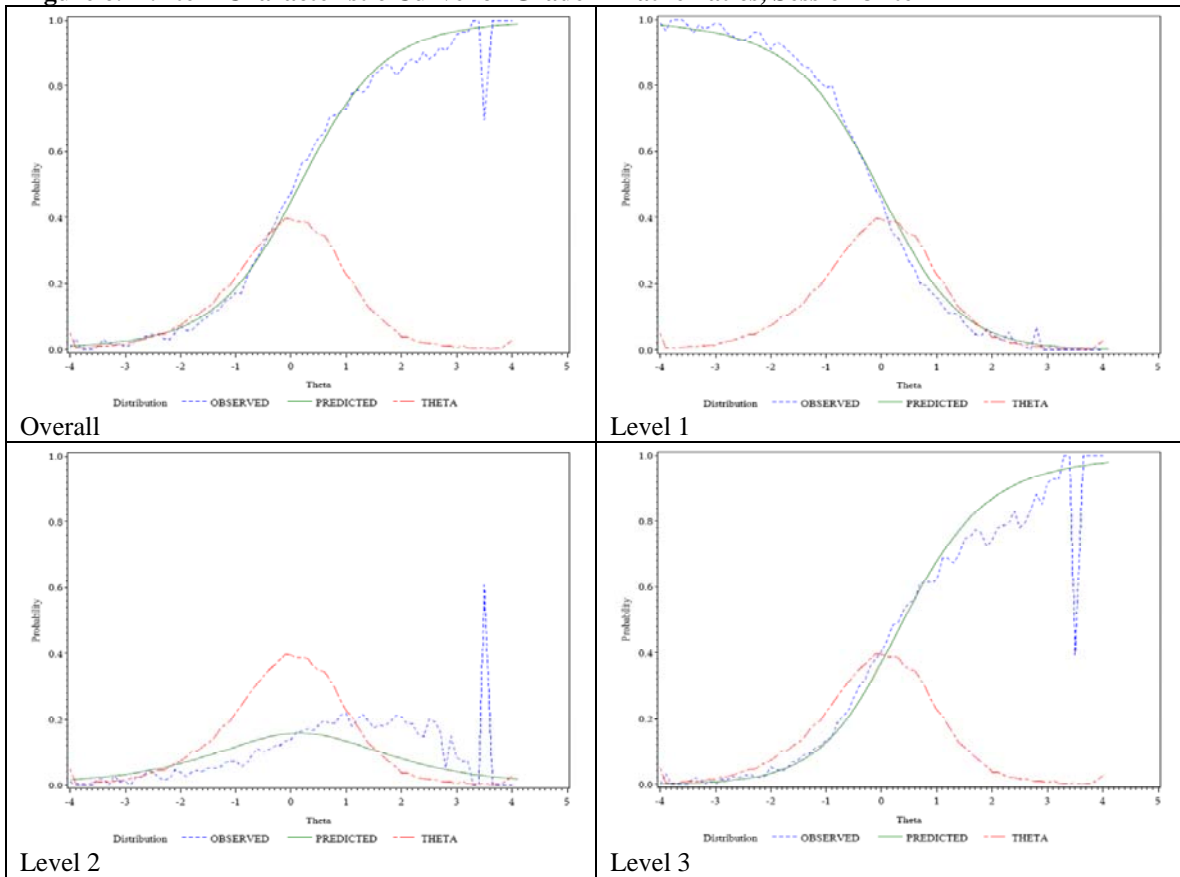 1.0 1.0
0.8 0.8
Probability 0.6 Probability 0.6
0.4 0.4
0.2 0.2
0.0 0.0
-4 -3 -2 -1 0 1 2 3 4 5 -4 -3 -2 -1 0 1 2 3 4 5
Theta Theta
Distribution OBSERVED PREDICTED THETA Distribution OBSERVED PREDICTED THETA
Overall Level 1
1.0 1.0
0.8 0.8
Probability 0.6 Probability 0.6
0.4 0.4
0.2 0.2
0.0 0.0
-4 -3 -2 -1 0 1 2 3 4 5 -4 -3 -2 -1 0 1 2 3 4 5
Theta Theta
Distribution OBSERVED PREDICTED THETA Distribution OBSERVED PREDICTED THETA
Level 2 Level 3